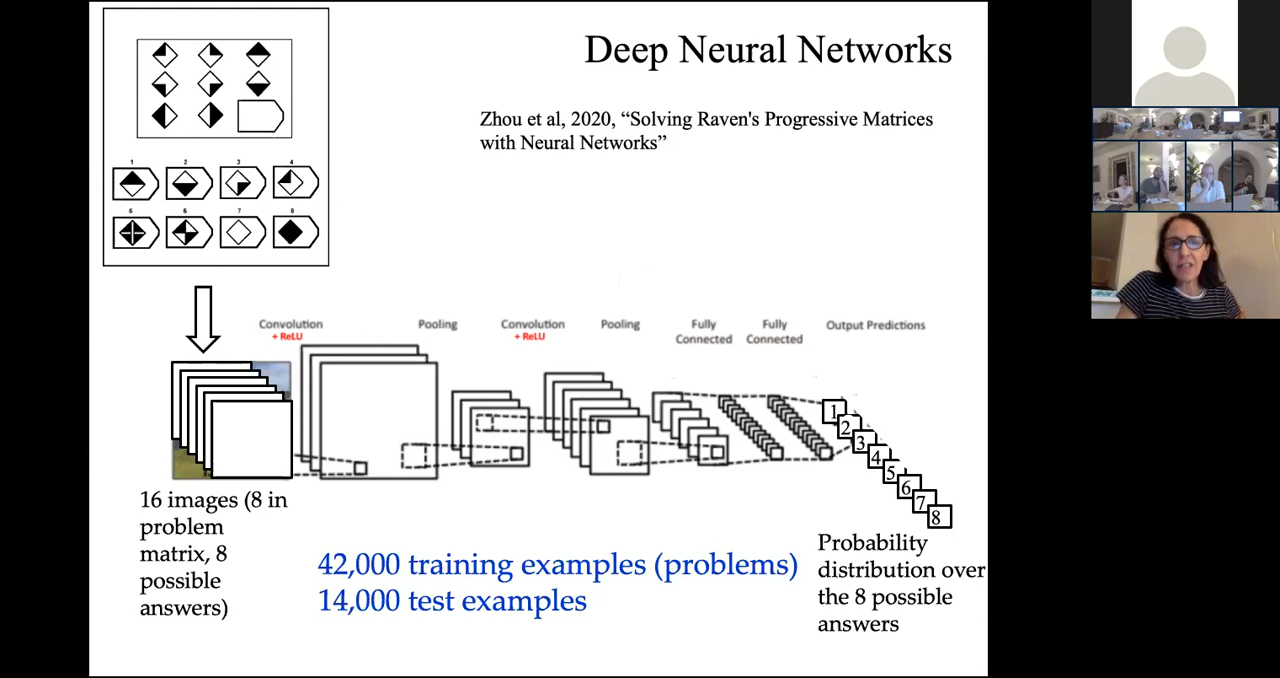 Deep Neural Networks
Zhou et al, 2020, “Solving Raven's Progressive Matrices
with Neural Networks”
1 2 3 4
5 6 7 8
Convolution
+ ReLU
Pooling
Convolution
+ ReLU
Pooling
Fully
Connected
Fully
Connected
Output Predictions
1
2
3
4
5
6
7
8
16 images (8 in
problem
matrix, 8
possible
answers)
42,000 training examples (problems)
14,000 test examples
Probability
distribution over
the 8 possible
answers